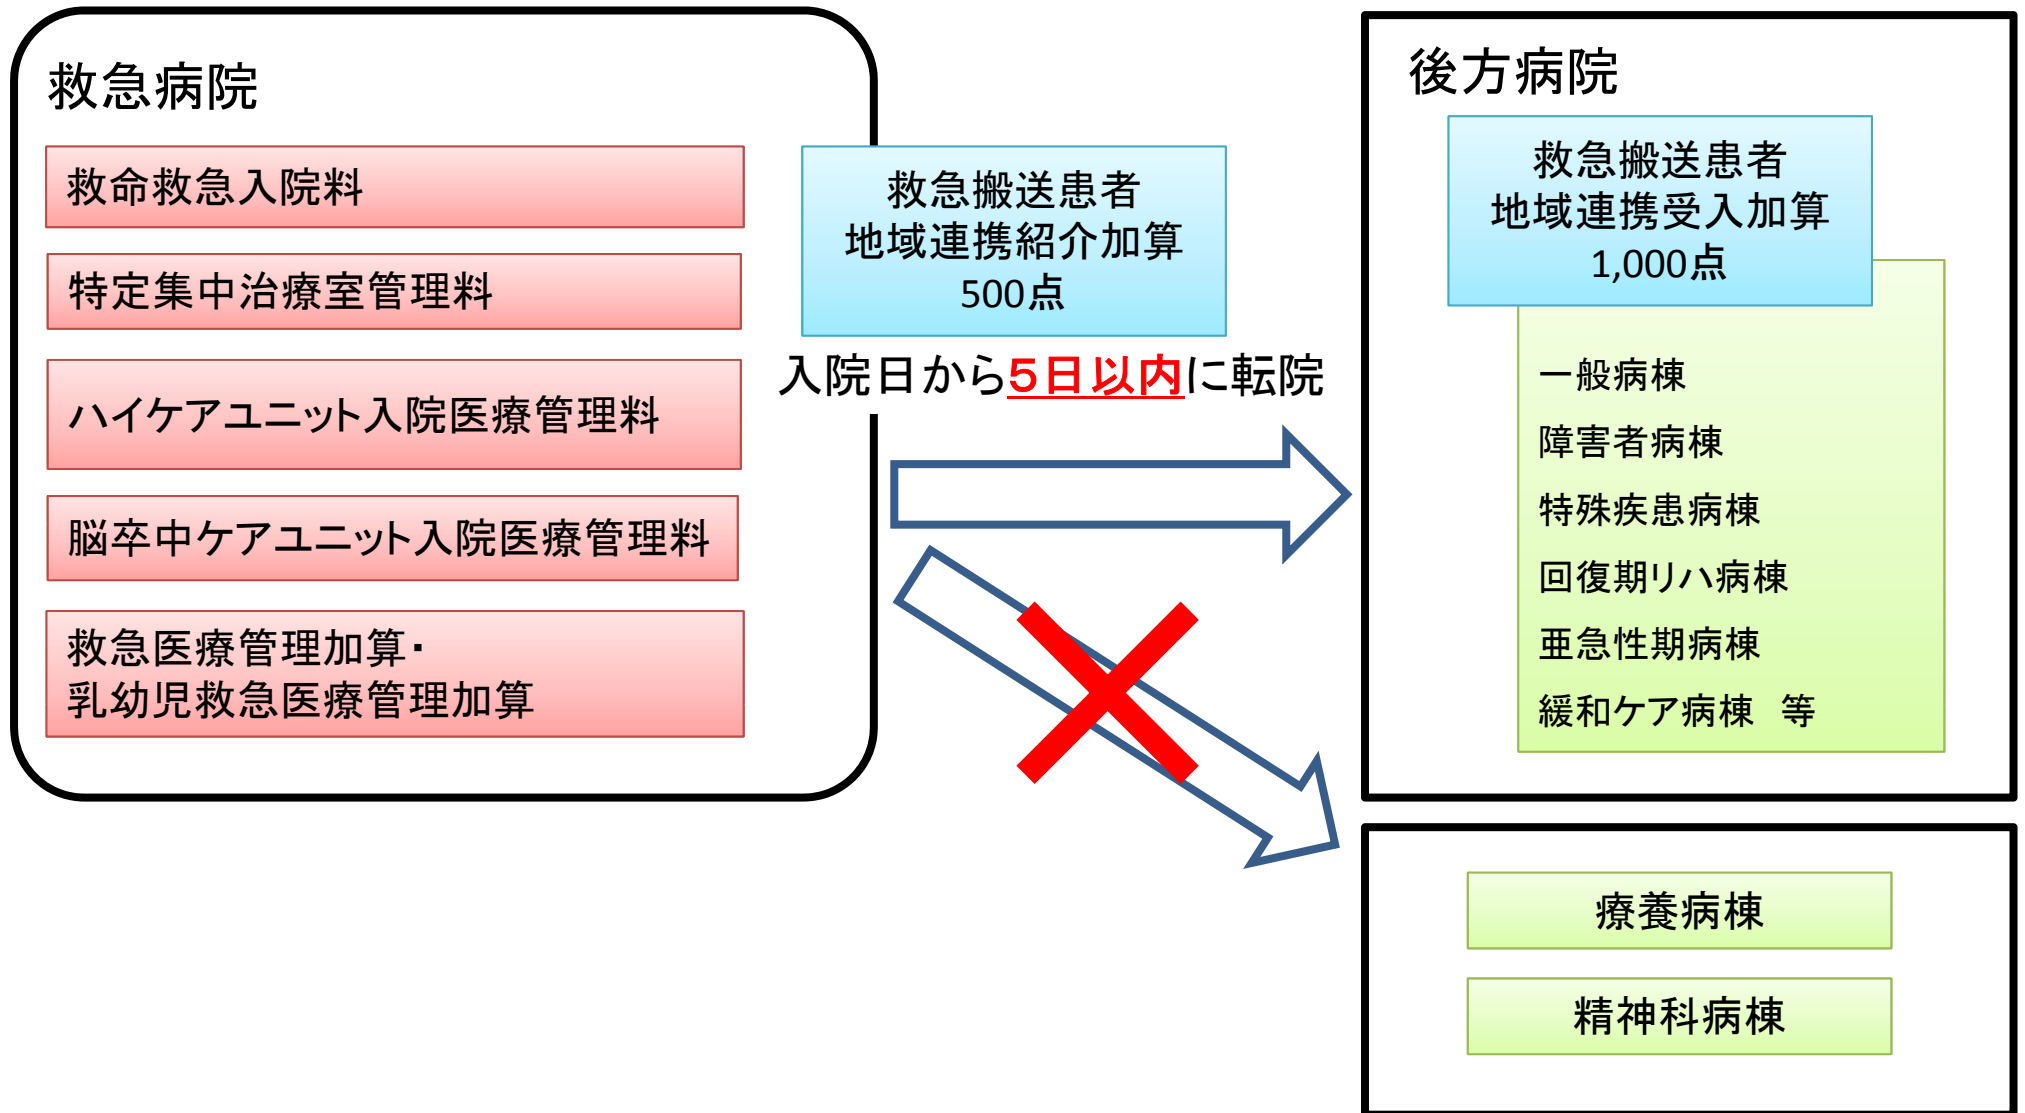 救急病院
救命救急入院料
特定集中治療室管理料
ハイケアユニット入院医療管理料
脳卒中ケアユニット入院医療管理料
救急医療管理加算・
乳幼児救急医療管理加算
救急搬送患者
地域連携紹介加算
500点
入院日から５日以内に転院
後方病院
救急搬送患者
地域連携受入加算
1,000点
一般病棟
障害者病棟
特殊疾患病棟
回復期リハ病棟
亜急性期病棟
緩和ケア病棟　等
療養病棟
精神科病棟